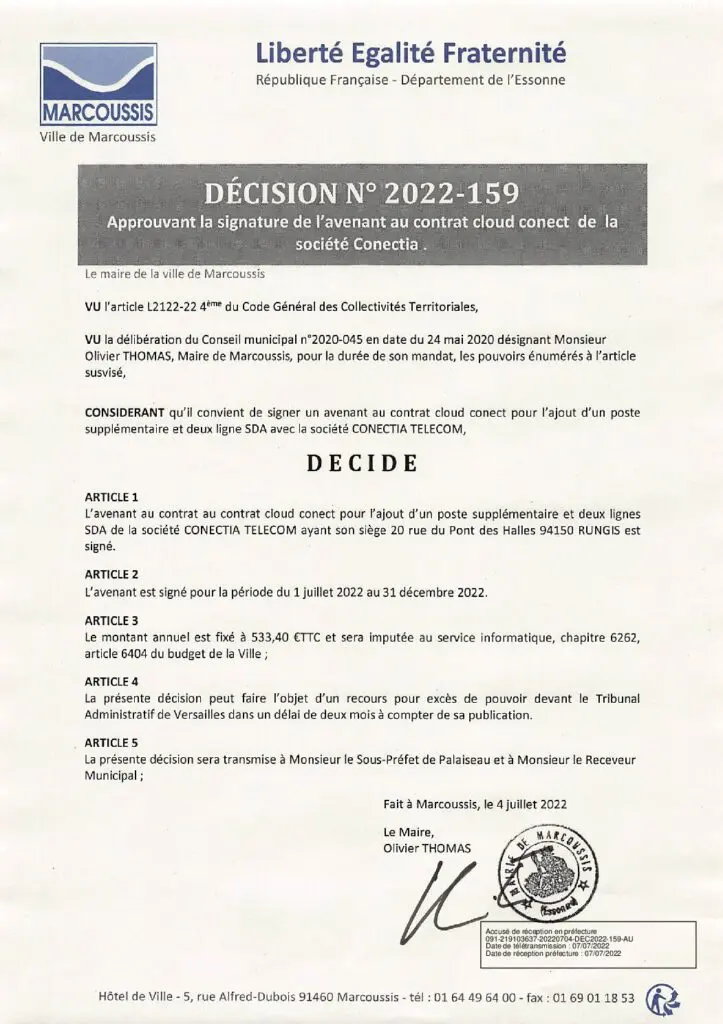 Liberté Egalité Fraternité
République Française - Département de l'Essonne
MARCOUSSIS
Ville de Marcoussis
DÉCISION N° 2022-159
Approuvant la signature de l'avenant au contrat cloud conect de la
société Conectia .
Le maire de la ville de Marcoussis
VU l'article L2122-22 4ème du Code Général des Collectivités Territoriales,
VU la délibération du Conseil municipal n°2020-045 en date du 24 mai 2020 désignant Monsieur
Olivier THOMAS, Maire de Marcoussis, pour la durée de son mandat, les pouvoirs énumérés à l'article
susvisé,
CONSIDERANT qu'il convient de signer un avenant au contrat cloud conect pour l'ajout d'un poste
supplémentaire et deux ligne SDA avec la société CONECTIA TELECOM,
DECIDE
ARTICLE 1
L'avenant au contrat au contrat cloud conect pour l'ajout d'un poste supplémentaire et deux lignes
SDA de la société CONECTIA TELECOM ayant son siège 20 rue du Pont des Halles 94150 RUNGIS est
signé.
ARTICLE 2
L'avenant est signé pour la période du 1 juillet 2022 au 31 décembre 2022.
ARTICLE 3
Le montant annuel est fixé à 533,40 €TTC et sera imputée au service informatique, chapitre 6262,
article 6404 du budget de la Ville ;
ARTICLE 4
La présente décision peut faire l'objet d'un recours pour excès de pouvoir devant le Tribunal
Administratif de Versailles dans un délai de deux mois à compter de sa publication.
ARTICLE 5
La présente décision sera transmise à Monsieur le Sous-Préfet de Palaiseau et à Monsieur le Receveur
Municipal ;
Fait à Marcoussis, le 4 juillet 2022
Le Maire,
Olivier THOMAS
MAIRIE DE MARCOUSSIS
(Essonne)
Accusé de réception en préfecture
091-219103637-20220704-DEC2022-159-AU
Date de télétransmission : 07/07/2022
Date de réception préfecture : 07/07/2022
Hôtel de Ville - 5, rue Alfred-Dubois 91460 Marcoussis - tél : 01 64 49 64 00 - fax : 01 69 01 18 53